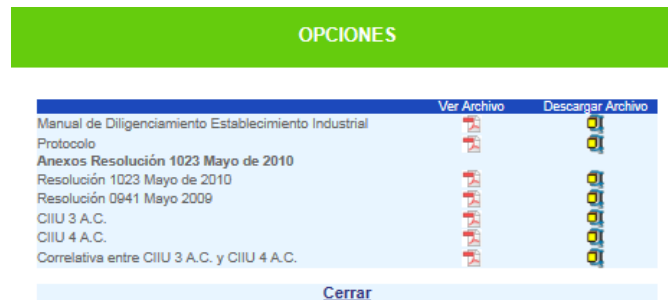 OPCIONES
Ver Archivo Descargar Archivo
Manual de Diligenciamiento Establecimiento Industrial
Protocolo
Anexos Resolución 1023 Mayo de 2010
Resolución 1023 Mayo de 2010
Resolución 0941 Mayo 2009
CIIU 3 A.C.
CIIU 4 A.C.
Correlativa entre CIIU 3 A.C. y CIIU 4 A.C.
Cerrar